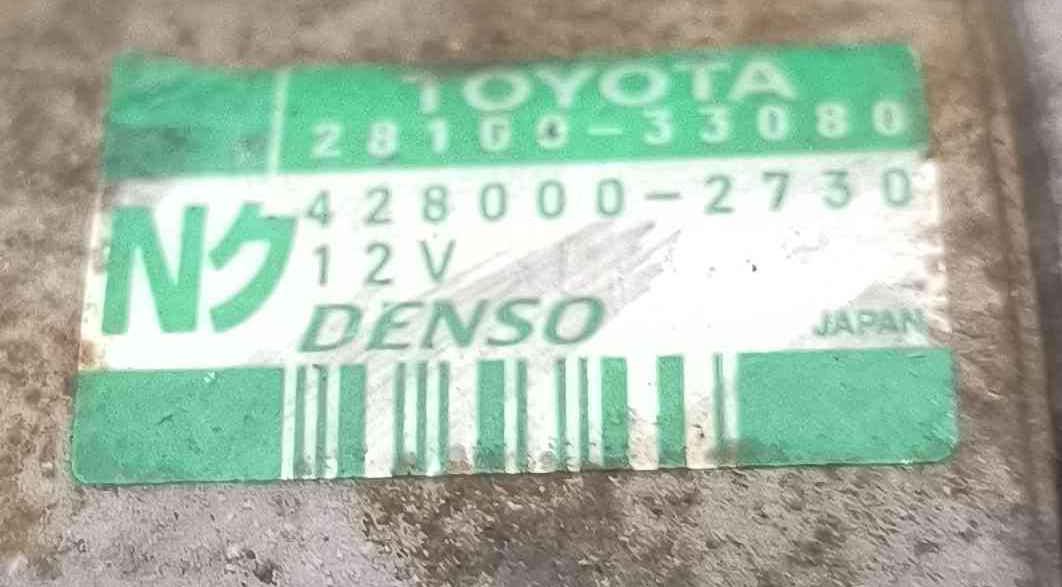 TOYOTA
28100-33080
428000-2730
Nク
12V
DENSO
JAPAN